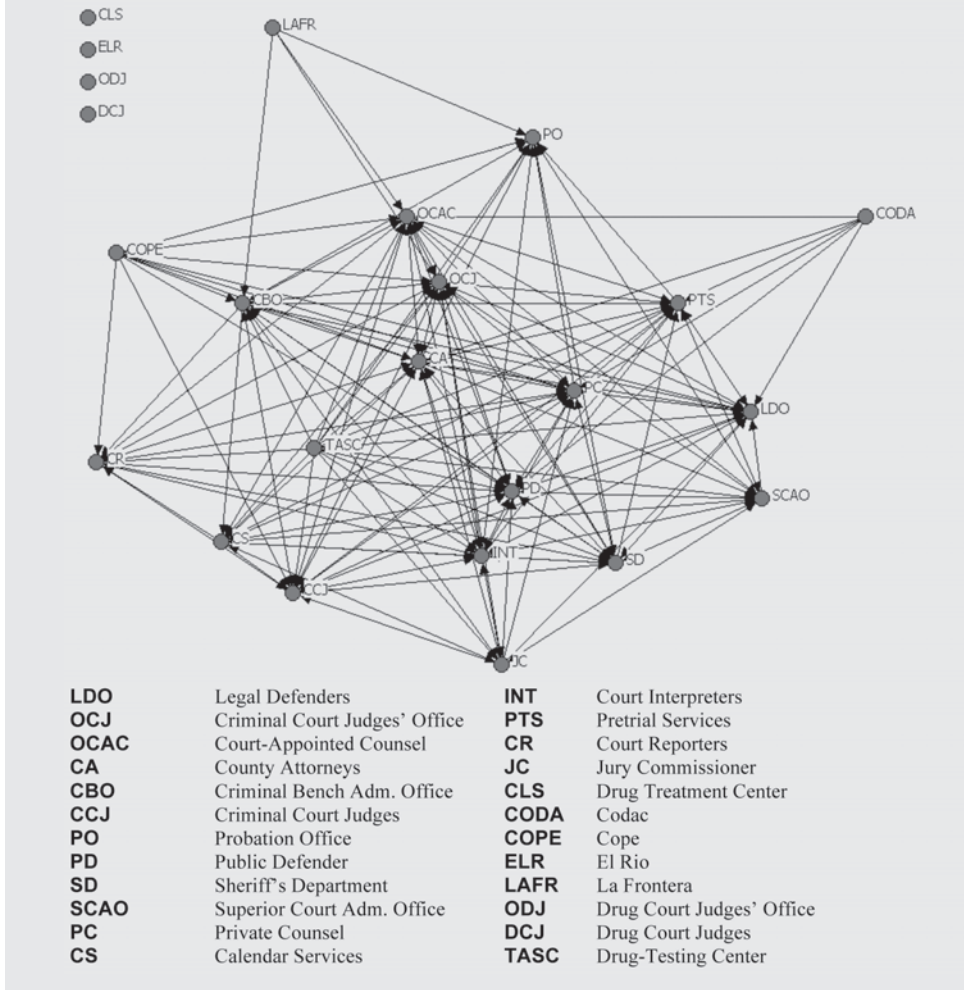 CLS
LAFR
ELR
ODJ
DCJ
PO
OCAC
CODA
COPE
OCJ
CBO
PTS
CA
PC
LDO
TASC
CR
PD
SCAO
CS
INT
SD
CCJ
JC
LDO Legal Defenders INT Court Interpreters
OCJ Criminal Court Judges' Office PTS Pretrial Services
OCAC Court-Appointed Counsel CR Court Reporters
CA County Attorneys JC Jury Commissioner
CBO Criminal Bench Adm. Office CLS Drug Treatment Center
CCJ Criminal Court Judges CODA Codac
PO Probation Office COPE Cope
PD Public Defender ELR El Rio
SD Sheriff's Department LAFR La Frontera
SCAO Superior Court Adm. Office ODJ Drug Court Judges' Office
PC Private Counsel DCJ Drug Court Judges
CS Calendar Services TASC Drug-Testing Center